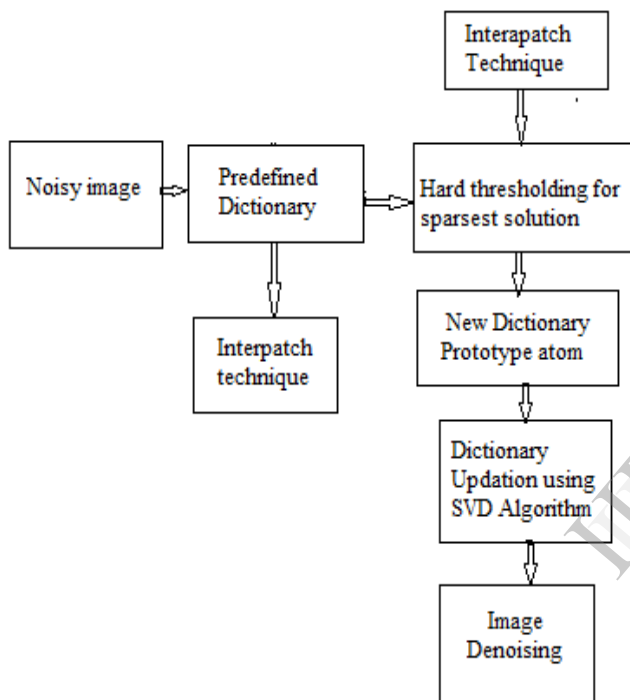 Interapatch
Technique
Noisy image
Predefined
Dictionary
Hard thresholding for
sparsest solution
Interpatch
technique
New Dictionary
Prototype atom
Dictionary
Updation using
SVD Algorithm
Image
Denoising